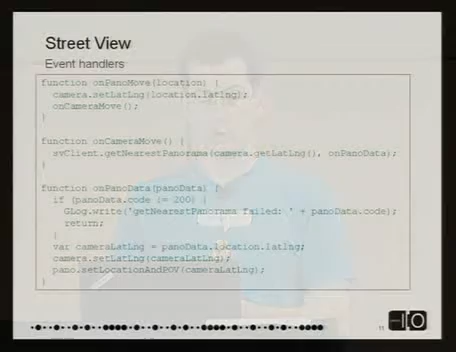 Street View
Event handlers
function onPanoMove(location) {
camera.setLatLng(location.latlng);
onCameraMove();
}
function onCameraMove() {
svClient.getNearestPanorama(camera.getLatLng(), onPanoData);
}
function onPanoData(panoData) {
if (panoData.code != 200) {
GLog.write('getNearestPanorama failed: ' + panoData.code);
return;
}
var cameraLatLng = panoData.location.latlng;
camera.setLatLng(cameraLatLng);
pano.setLocationAndPOV(cameraLatLng);
}
11
IO